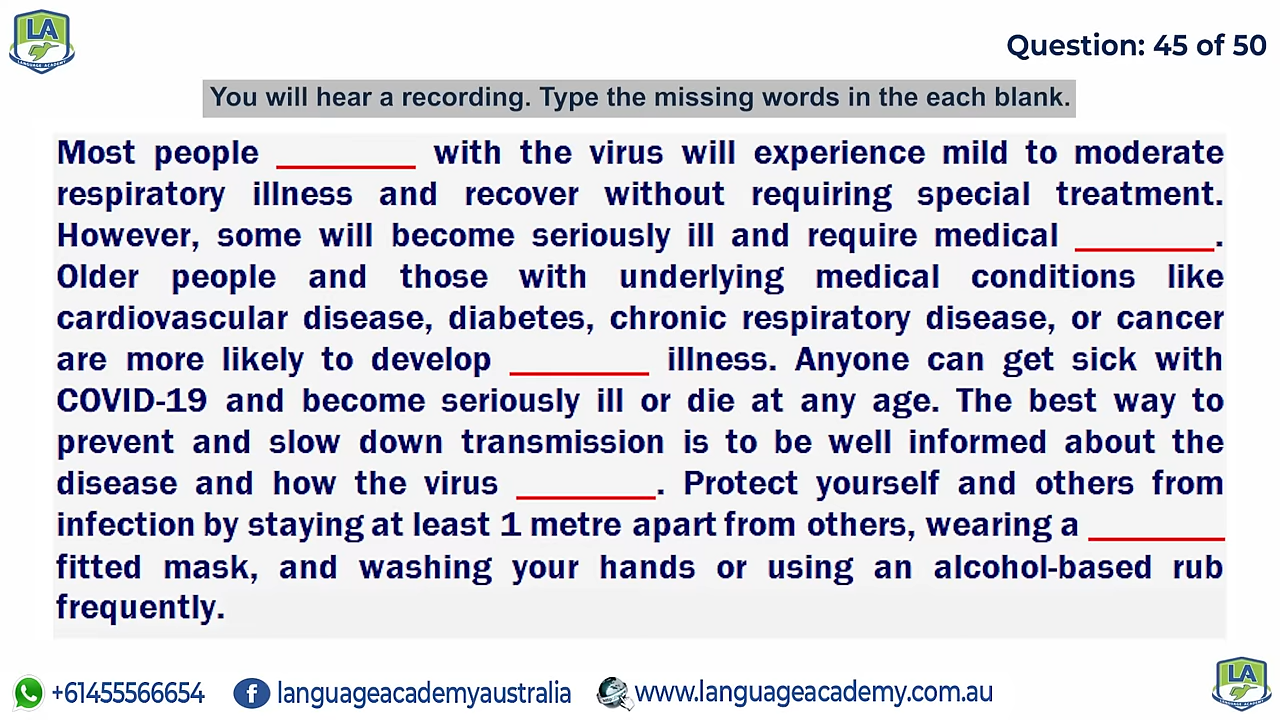 LA
LANGUAGE ACADEMY
Question: 45 of 50
You will hear a recording. Type the missing words in the each blank.
Most people ________ with the virus will experience mild to moderate
respiratory illness and recover without requiring special treatment.
However, some will become seriously ill and require medical ________.
Older people and those with underlying medical conditions like
cardiovascular disease, diabetes, chronic respiratory disease, or cancer
are more likely to develop ________ illness. Anyone can get sick with
COVID-19 and become seriously ill or die at any age. The best way to
prevent and slow down transmission is to be well informed about the
disease and how the virus ________. Protect yourself and others from
infection by staying at least 1 metre apart from others, wearing a ________
fitted mask, and washing your hands or using an alcohol-based rub
frequently.
+61455566654 languageacademyaustralia www.languageacademy.com.au
LA
LANGUAGE ACADEMY